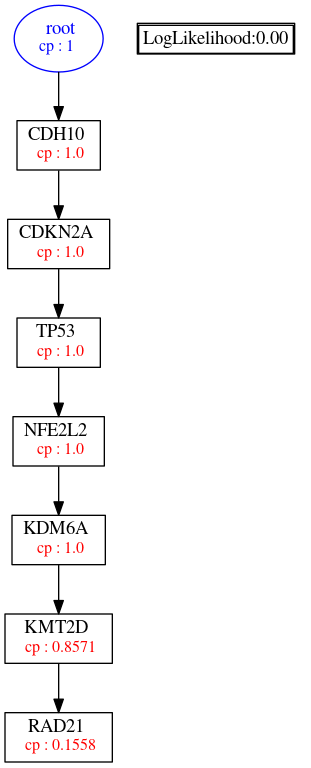 root
cp : 1
LogLikelihood:0.00
CDH10
cp : 1.0
CDKN2A
cp : 1.0
TP53
cp : 1.0
NFE2L2
cp : 1.0
KDM6A
cp : 1.0
KMT2D
cp : 0.8571
RAD21
cp : 0.1558